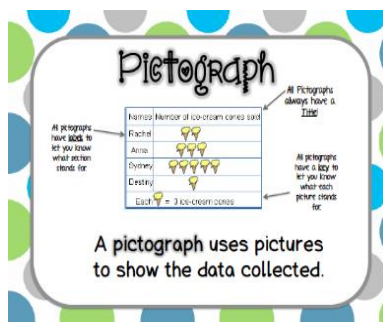 Pictograph
All Pictographs
always have a
Title!
Names Number of ice-cream cones sold
Rachel
Anna
Sydney
Destiny
Each = 3 ice-cream cones
All pictographs
have labels to
let you know
what section
stands for.
All pictographs
have a key to
let you know
what each
picture stands
for.
A pictograph uses pictures
to show the data collected.